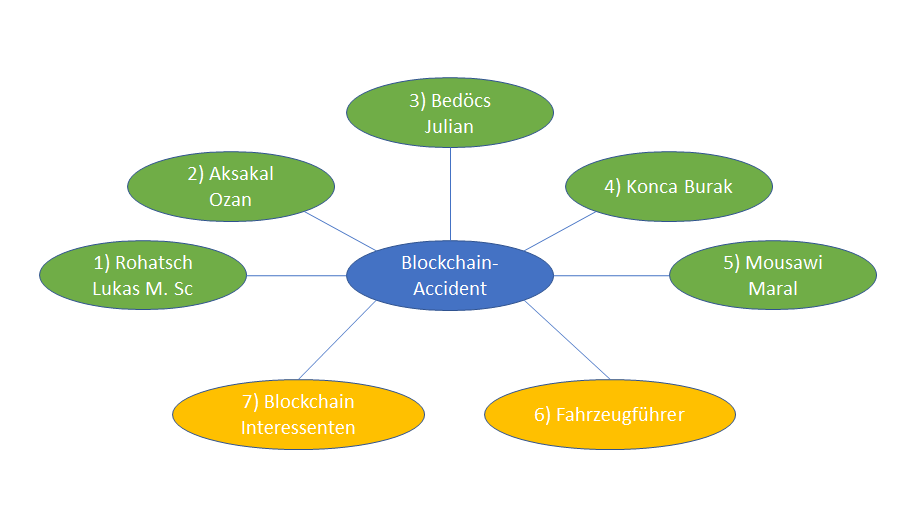 3) Bedöcs
Julian
2) Aksakal
Ozan
4) Konca Burak
1) Rohatsch
Lukas M. Sc
Blockchain-
Accident
5) Mousawi
Maral
7) Blockchain
Interessenten
6) Fahrzeugführer